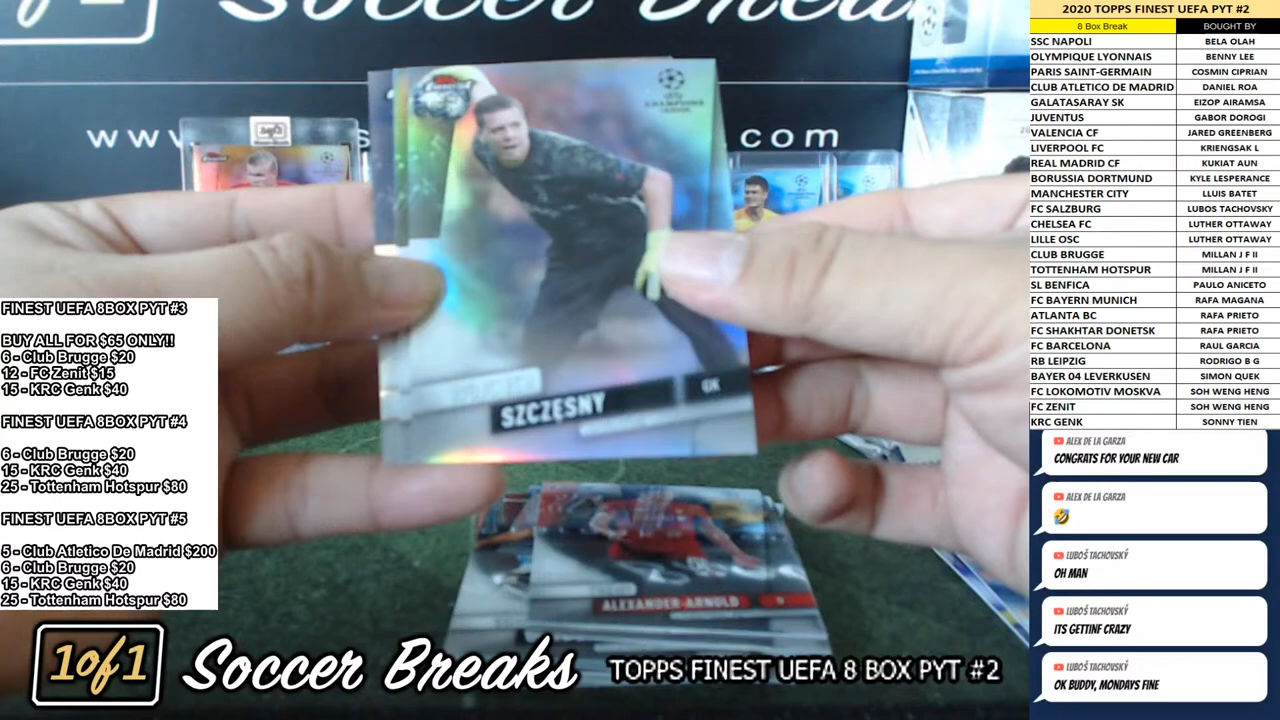 Soccer Breaks
www
com
TOPPS
FINEST
UEFA
CHAMPIONS
LEAGUE
SZCZĘSNY
GK
ALEXANDER-ARNOLD
FINEST UEFA 8BOX PYT #3
BUY ALL FOR $65 ONLY!!
6 - Club Brugge $20
12 - FC Zenit $15
15 - KRC Genk $40
FINEST UEFA 8BOX PYT #4
6 - Club Brugge $20
15 - KRC Genk $40
25 - Tottenham Hotspur $80
FINEST UEFA 8BOX PYT #5
5 - Club Atletico De Madrid $200
6 - Club Brugge $20
15 - KRC Genk $40
25 - Tottenham Hotspur $80
1of1
Soccer Breaks
TOPPS FINEST UEFA 8 BOX PYT #2
2020 TOPPS FINEST UEFA PYT #2
8 Box Break BOUGHT BY
SSC NAPOLI BELA OLAH
OLYMPIQUE LYONNAIS BENNY LEE
PARIS SAINT-GERMAIN COSMIN CIPRIAN
CLUB ATLETICO DE MADRID DANIEL ROA
GALATASARAY SK EIZOP AIRAMSA
JUVENTUS GABOR DOROGI
VALENCIA CF JARED GREENBERG
LIVERPOOL FC KRIENGSAK L
REAL MADRID CF KUKIAT AUN
BORUSSIA DORTMUND KYLE LESPERANCE
MANCHESTER CITY LLUIS BATET
FC SALZBURG LUBOS TACHOVSKY
CHELSEA FC LUTHER OTTAWAY
LILLE OSC LUTHER OTTAWAY
CLUB BRUGGE MILLAN J F II
TOTTENHAM HOTSPUR MILLAN J F II
SL BENFICA PAULO ANICETO
FC BAYERN MUNICH RAFA MAGANA
ATLANTA BC RAFA PRIETO
FC SHAKHTAR DONETSK RAFA PRIETO
FC BARCELONA RAUL GARCIA
RB LEIPZIG RODRIGO B G
BAYER 04 LEVERKUSEN SIMON QUEK
FC LOKOMOTIV MOSKVA SOH WENG HENG
FC ZENIT SOH WENG HENG
KRC GENK SONNY TIEN
ALEX DE LA GARZA
CONGRATS FOR YOUR NEW CAR
ALEX DE LA GARZA
🤣
LUBOŠ TACHOVSKÝ
OH MAN
LUBOŠ TACHOVSKÝ
ITS GETTINF CRAZY
LUBOŠ TACHOVSKÝ
OK BUDDY, MONDAYS FINE